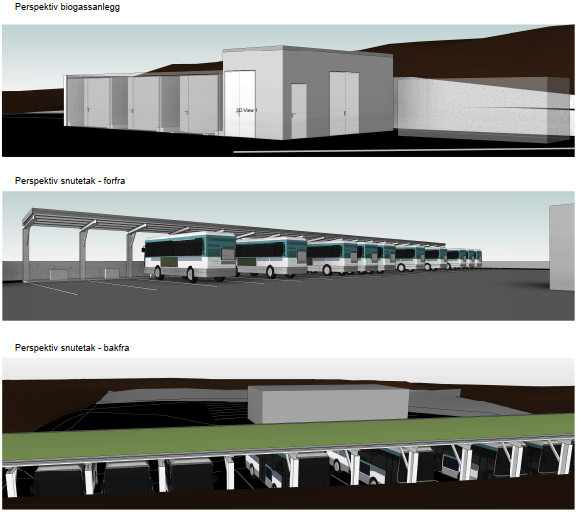 Perspektiv biogassanlegg
3D View 1
Perspektiv snutetak - forfra
Perspektiv snutetak - bakfra